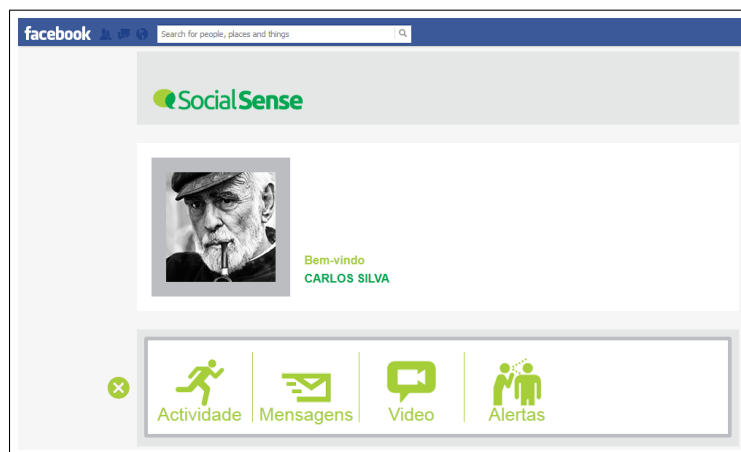 facebook
Search for people, places and things
SocialSense
Bem-vindo
CARLOS SILVA
Actividade
Mensagens
Video
Alertas